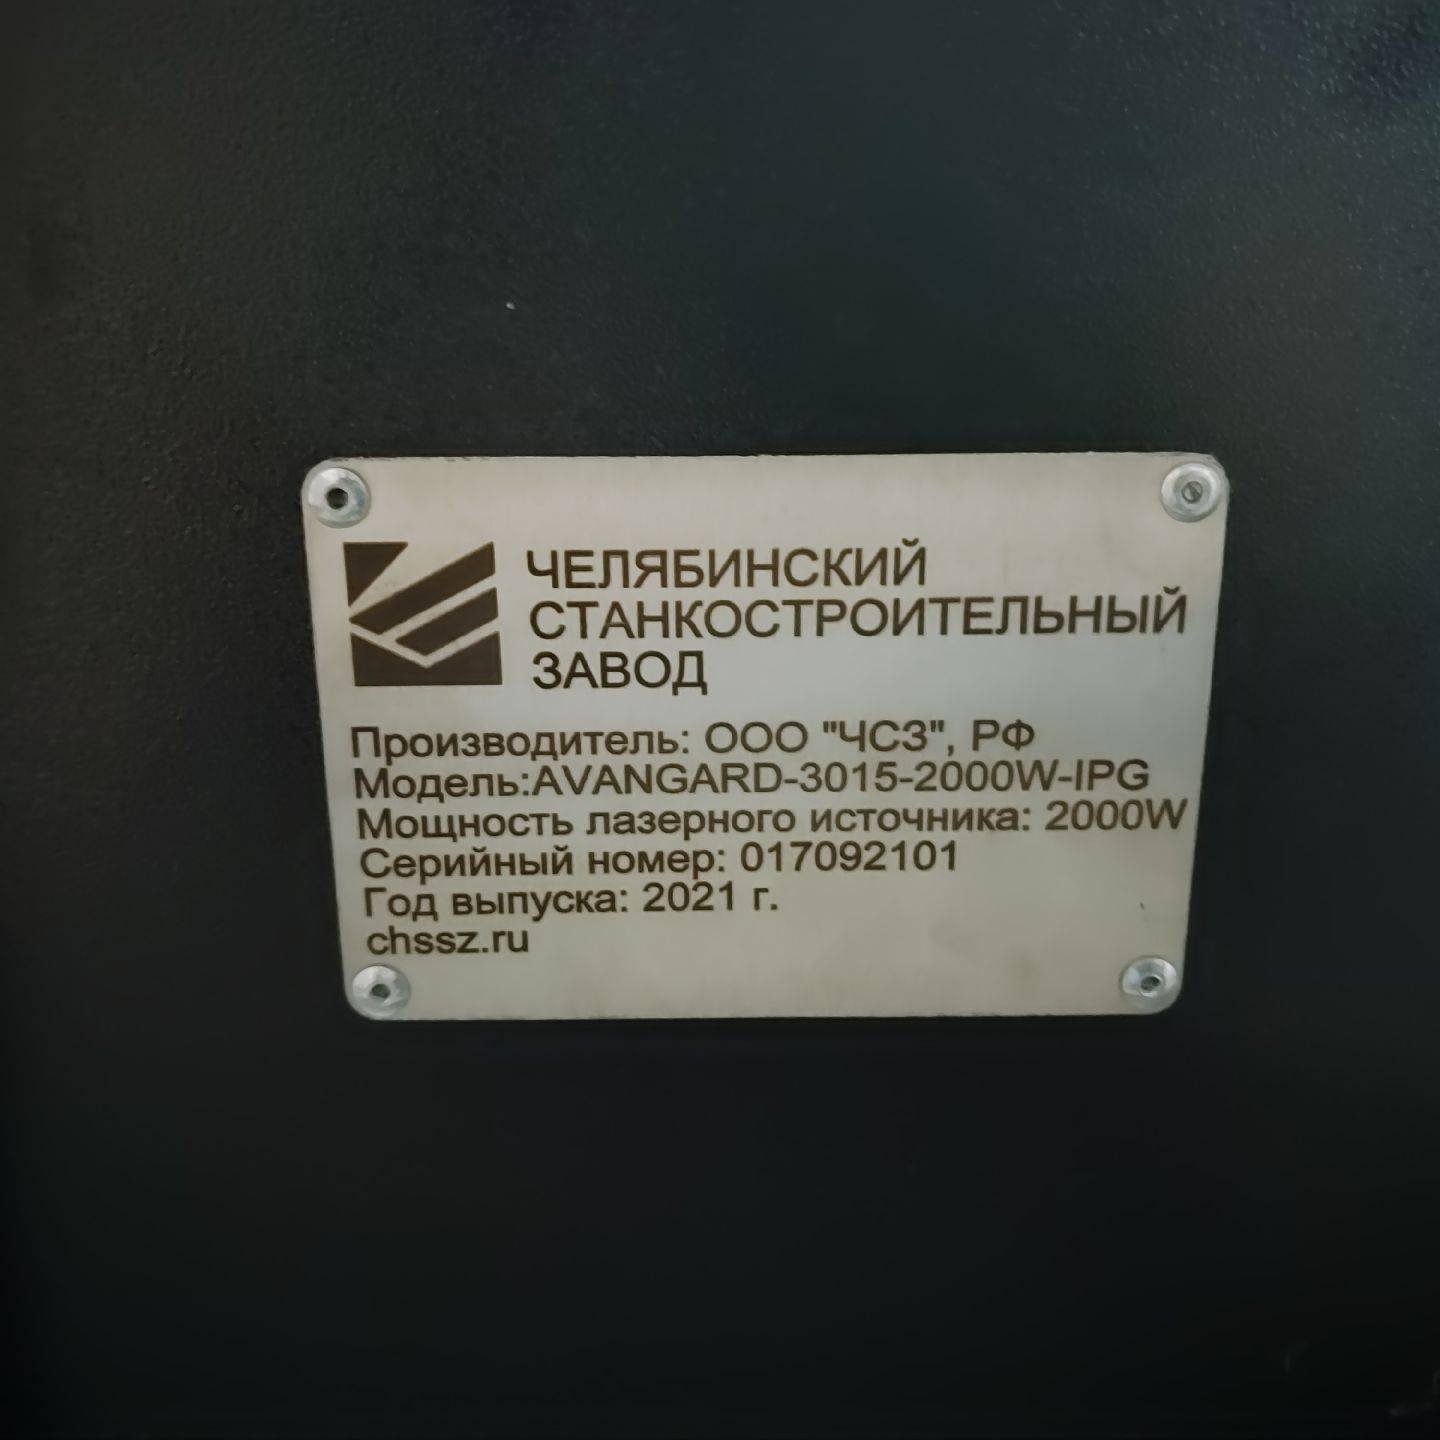 ЧЕЛЯБИНСКИЙ
СТАНКОСТРОИТЕЛЬНЫЙ
ЗАВОД
Производитель: ООО "ЧСЗ", РФ
Модель:AVANGARD-3015-2000W-IPG
Мощность лазерного источника: 2000W
Серийный номер: 017092101
Год выпуска: 2021 г.
chssz.ru